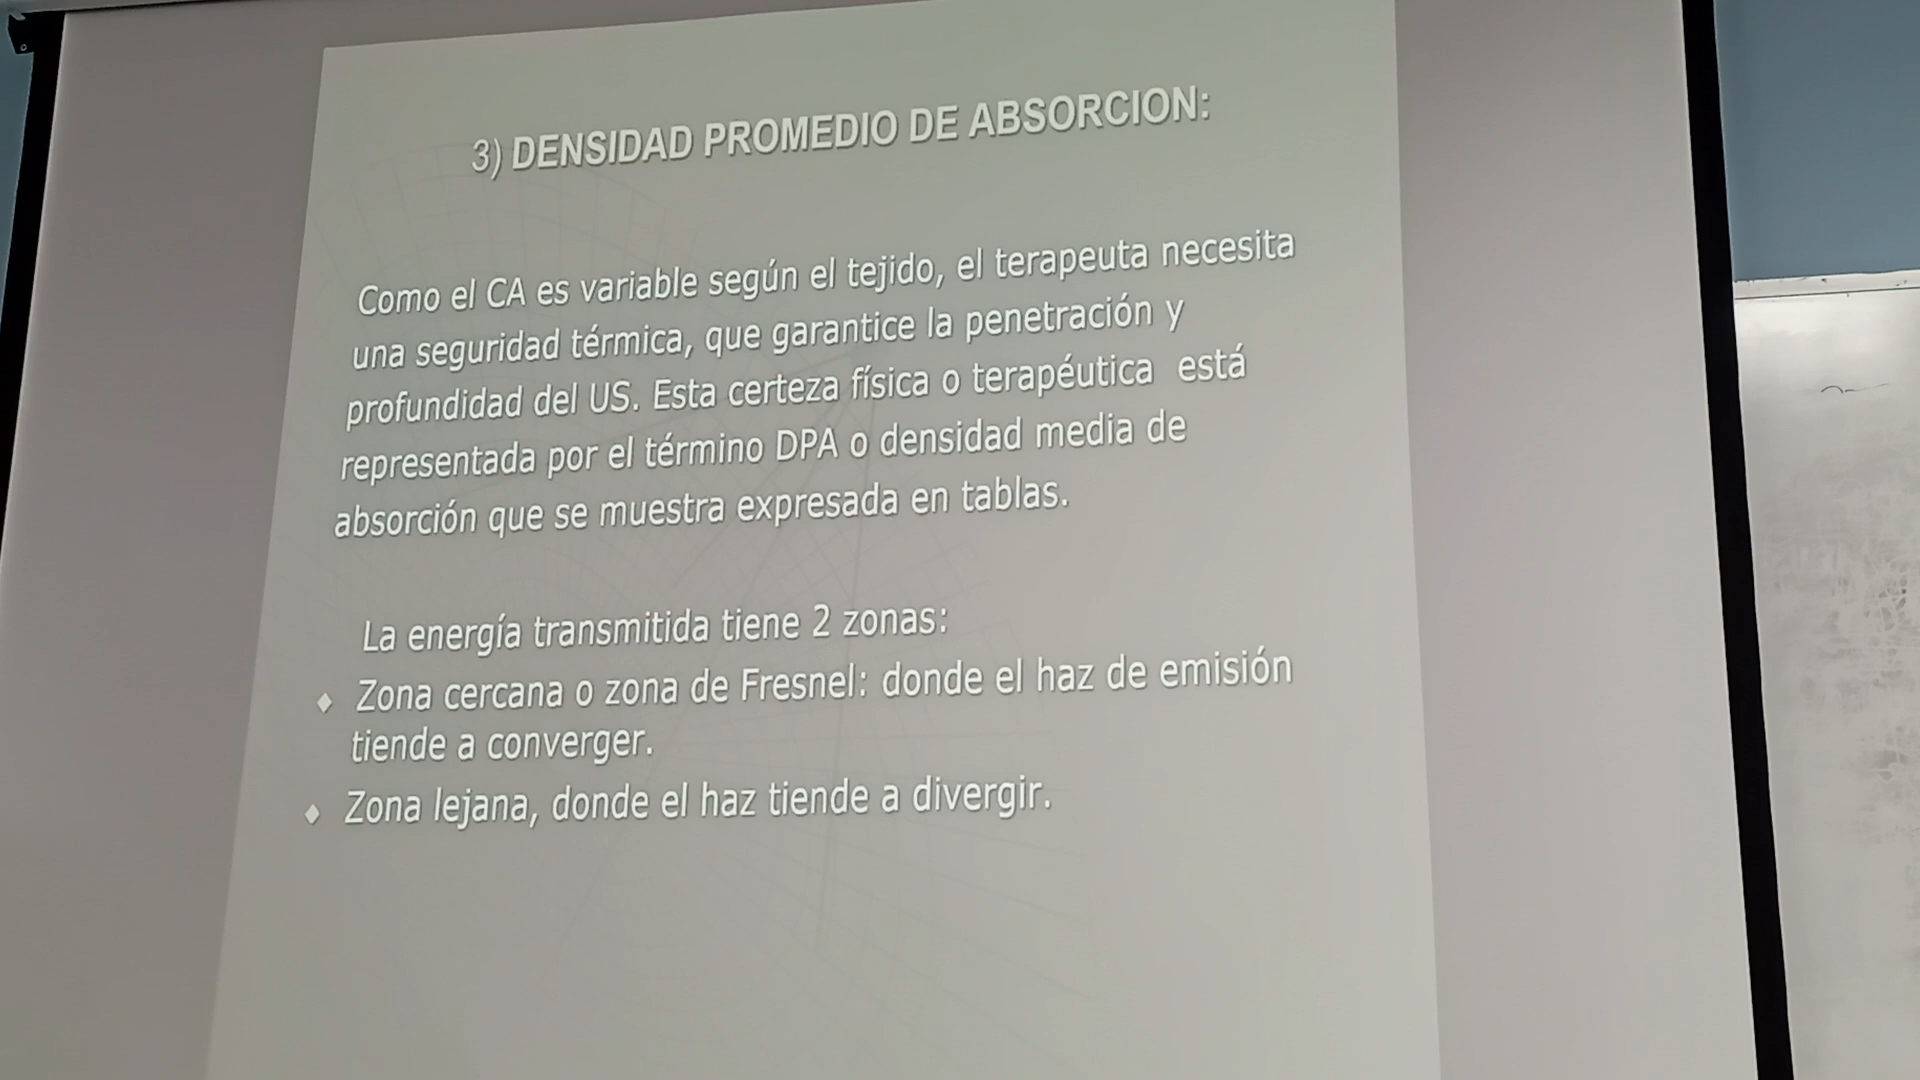 3) DENSIDAD PROMEDIO DE ABSORCION:
Como el CA es variable según el tejido, el terapeuta necesita
una seguridad térmica, que garantice la penetración y
profundidad del US. Esta certeza física o terapéutica está
representada por el término DPA o densidad media de
absorción que se muestra expresada en tablas.
La energía transmitida tiene 2 zonas:
♦ Zona cercana o zona de Fresnel: donde el haz de emisión
tiende a converger.
♦ Zona lejana, donde el haz tiende a divergir.